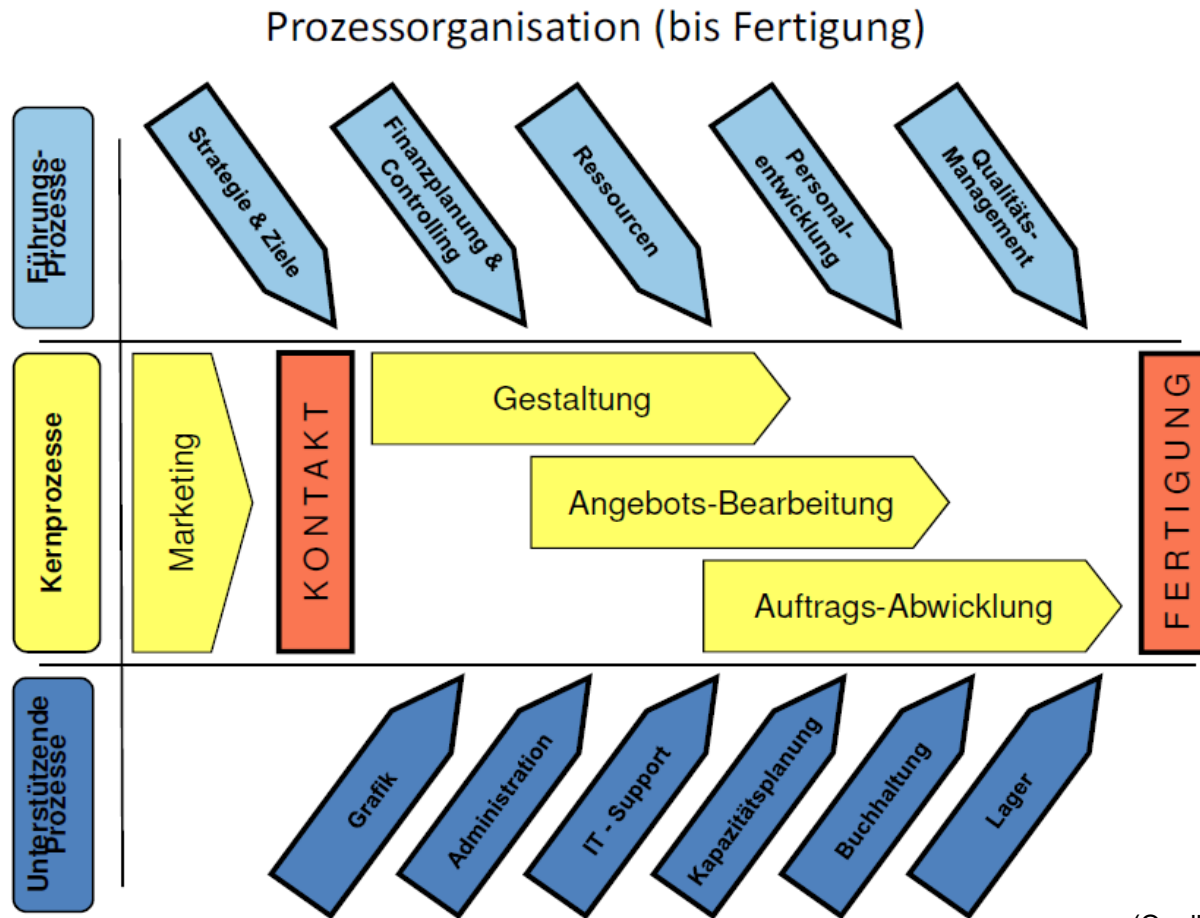 Prozessorganisation (bis Fertigung)
Führungs-
Prozesse
Strategie & Ziele
Finanzplanung &
Controlling
Ressourcen
Personal-
entwicklung
Qualitäts-
Management
Kernprozesse
Marketing
KONTAKT
Gestaltung
Angebots-Bearbeitung
Auftrags-Abwicklung
FERTIGUNG
Unterstützende
Prozesse
Grafik
Administration
IT - Support
Kapazitätsplanung
Buchhaltung
Lager